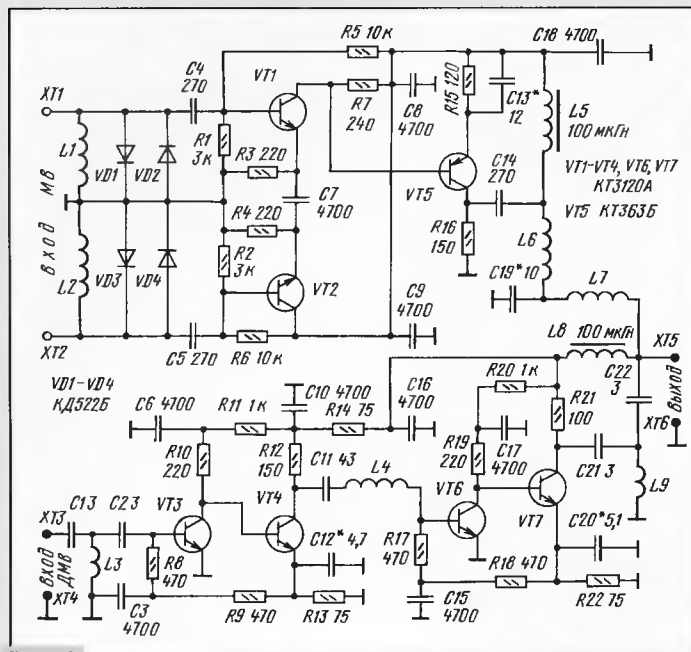 R5 10к
C18 4700
C4
270
VT1
XT1
R7
240
C8
4700
R15 120
C13*
12
L5
100 мкГн
L1
МВ
VD1
VD2
R1
3к
R3 220
C7
4700
C14
270
VT1-VT4, VT6, VT7
КТ3120А
VT5 КТ363Б
VT5
ВХОД
R4 220
R16
150
L6
L2
VD3
VD4
R2
3к
VT2
C19*10
L7
C9
4700
L8 100 мкГн
XT5
XT2
C5 270
R6 10к
VD1-VD4
КД522Б
C10 4700
C16
4700
R20 1к
C22
3
Выход
C6 4700
R11 1к
R14 75
R21
100
XT6
R10
220
R12
150
C11 43
L4
R19
220
C17
4700
C21 3
VT3
VT4
VT6
VT7
L9
XT3
C1 3
C2 3
C12* 4,7
C20* 5,1
ВХОД
ДМВ
L3
R8
470
R17
470
R18 470
XT4
C3
4700
R9 470
R13 75
C15
4700
R22 75